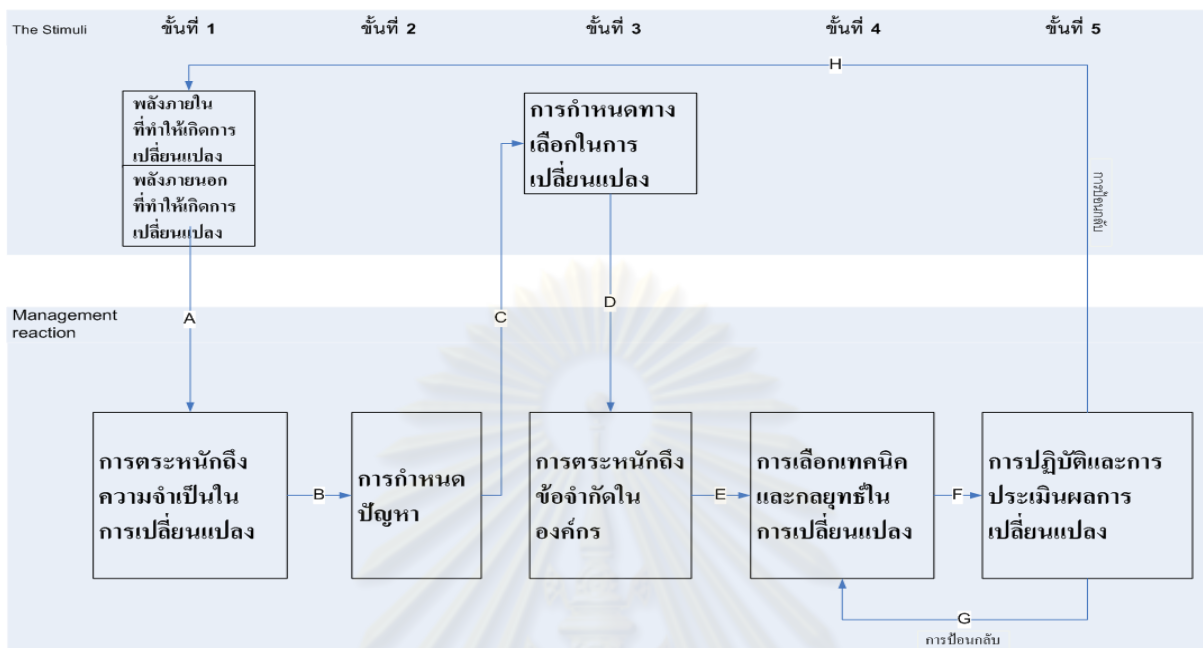 The Stimuli
ขั้นที่ 1
ขั้นที่ 2
ขั้นที่ 3
ขั้นที่ 4
ขั้นที่ 5
H
พลังภายใน
ที่ทำให้เกิดการ
เปลี่ยนแปลง
พลังภายนอก
ที่ทำให้เกิดการ
เปลี่ยนแปลง
การกำหนดทาง
เลือกในการ
เปลี่ยนแปลง
การป้อนกลับ
Management
reaction
A
C
D
การตระหนักถึง
ความจำเป็นใน
การเปลี่ยนแปลง
B
การกำหนด
ปัญหา
การตระหนักถึง
ข้อจำกัดใน
องค์กร
E
การเลือกเทคนิค
และกลยุทธ์ใน
การเปลี่ยนแปลง
F
การปฏิบัติและการ
ประเมินผลการ
เปลี่ยนแปลง
G
การป้อนกลับ